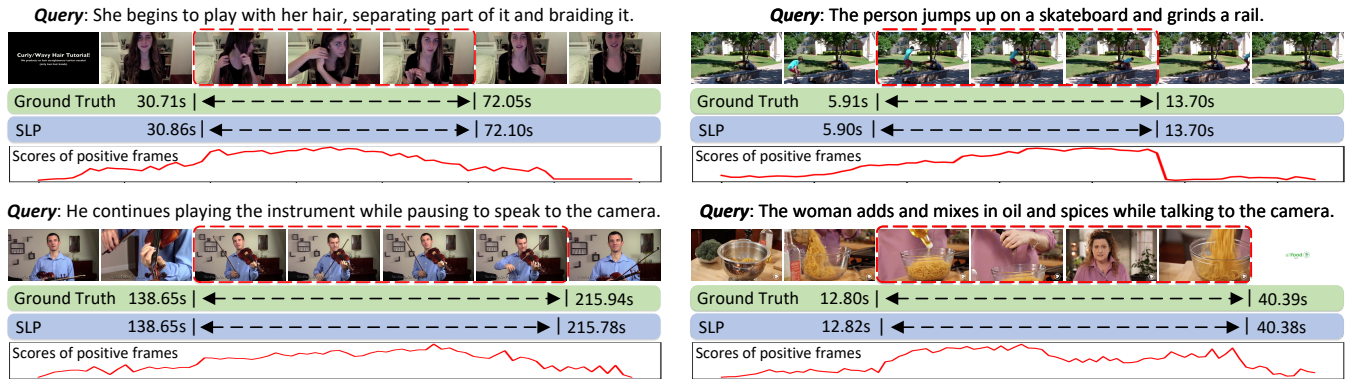 Query: She begins to play with her hair, separating part of it and braiding it.
Curly/Wavy Hair Tutorial!
Ground Truth 30.71s 72.05s
SLP 30.86s 72.10s
Scores of positive frames
Query: The person jumps up on a skateboard and grinds a rail.
Ground Truth 5.91s 13.70s
SLP 5.90s 13.70s
Scores of positive frames
Query: He continues playing the instrument while pausing to speak to the camera.
Ground Truth 138.65s 215.94s
SLP 138.65s 215.78s
Scores of positive frames
Query: The woman adds and mixes in oil and spices while talking to the camera.
Ground Truth 12.80s 40.39s
SLP 12.82s 40.38s
Scores of positive frames